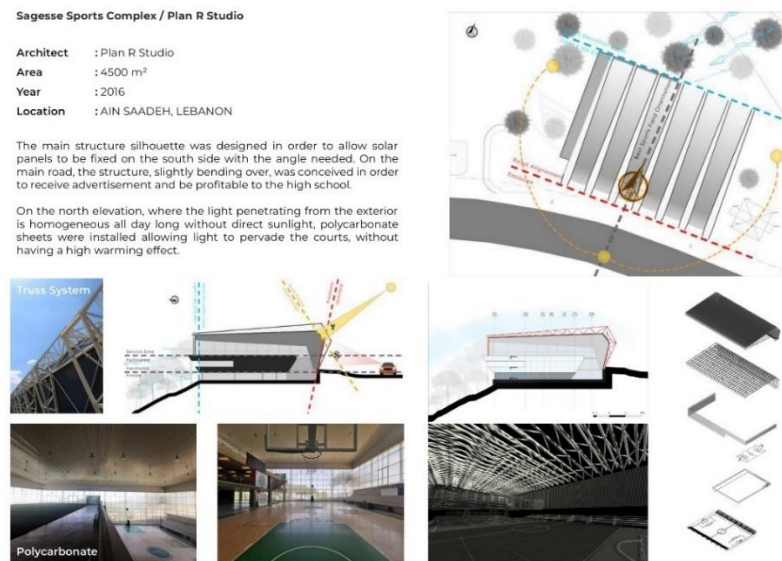 Sagesse Sports Complex / Plan R Studio
Architect : Plan R Studio
Area : 4500 m²
Year : 2016
Location : AIN SAADEH, LEBANON
The main structure silhouette was designed in order to allow solar
panels to be fixed on the south side with the angle needed. On the
main road, the structure, slightly bending over, was conceived in order
to receive advertisement and be profitable to the high school.
On the north elevation, where the light penetrating from the exterior
is homogeneous all day long without direct sunlight, polycarbonate
sheets were installed allowing light to pervade the courts, without
having a high warming effect.
Best Sports Field Orientation
Truss System
Polycarbonate